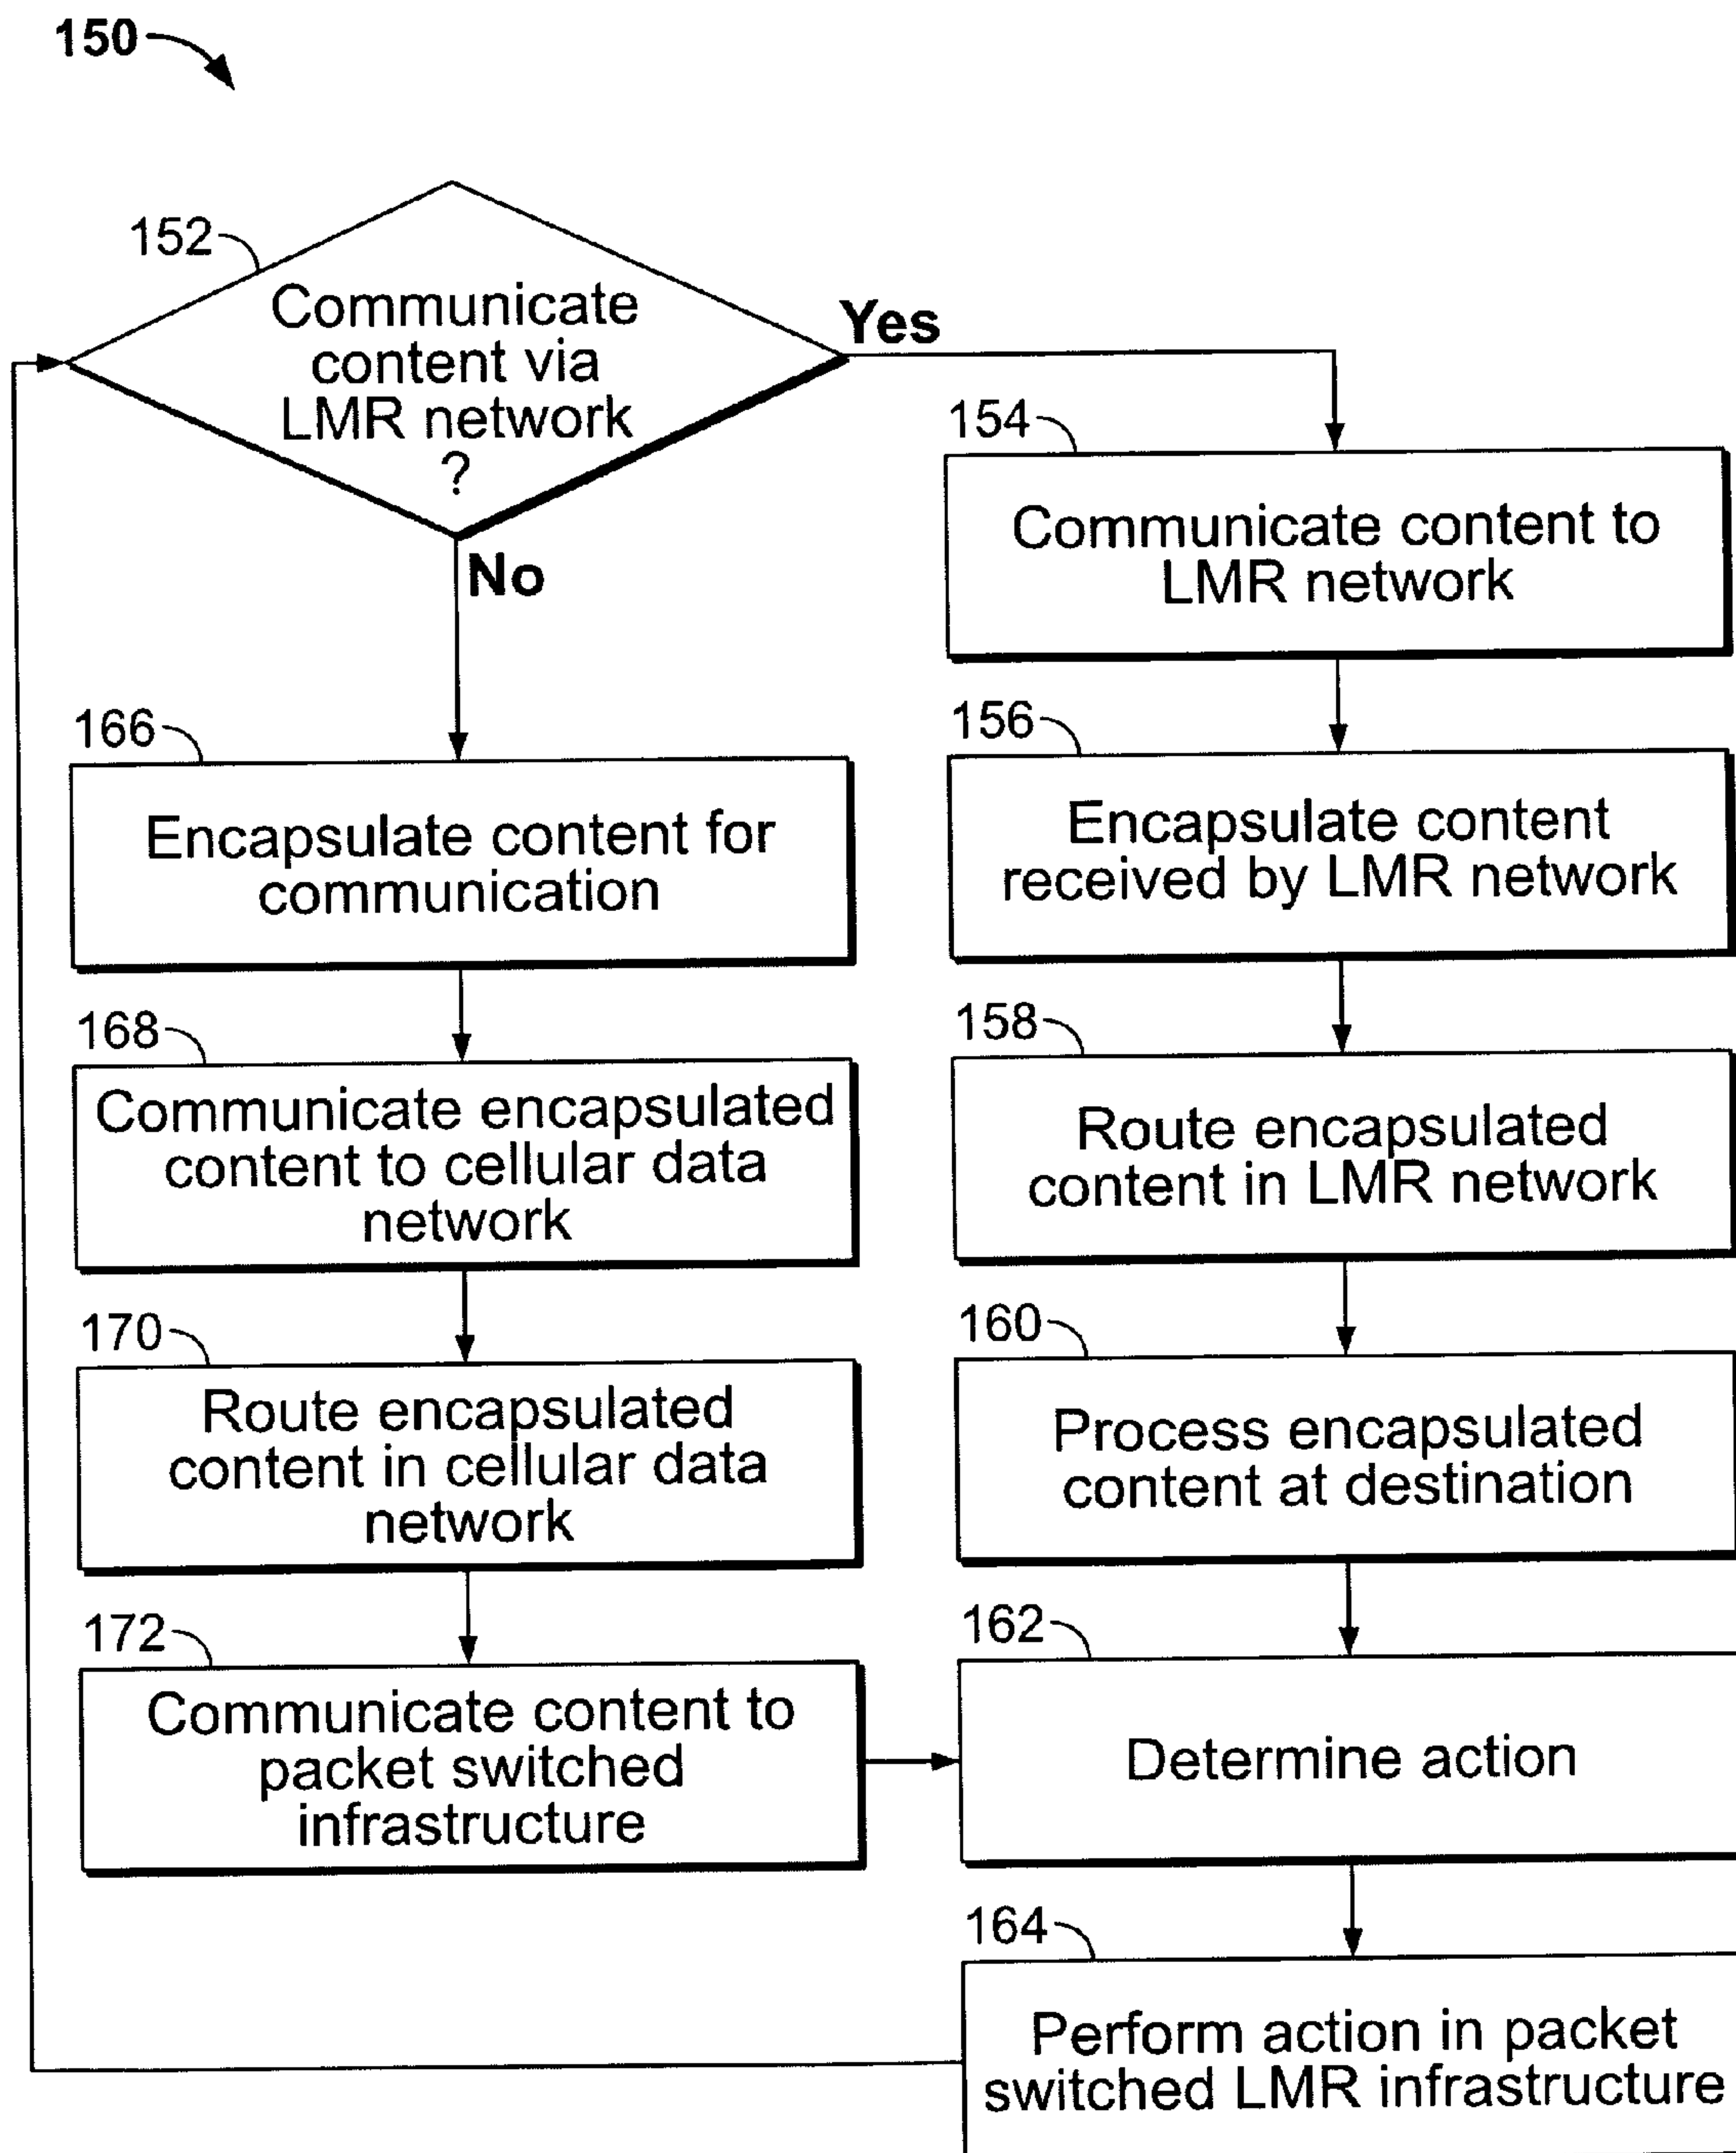 150
152
Communicate
content via
LMR network
?
Yes
No
154
Communicate content to
LMR network
156
Encapsulate content
received by LMR network
158
Route encapsulated
content in LMR network
160
Process encapsulated
content at destination
162
Determine action
164
Perform action in packet
switched LMR infrastructure
166
Encapsulate content for
communication
168
Communicate encapsulated
content to cellular data
network
170
Route encapsulated
content in cellular data
network
172
Communicate content to
packet switched
infrastructure